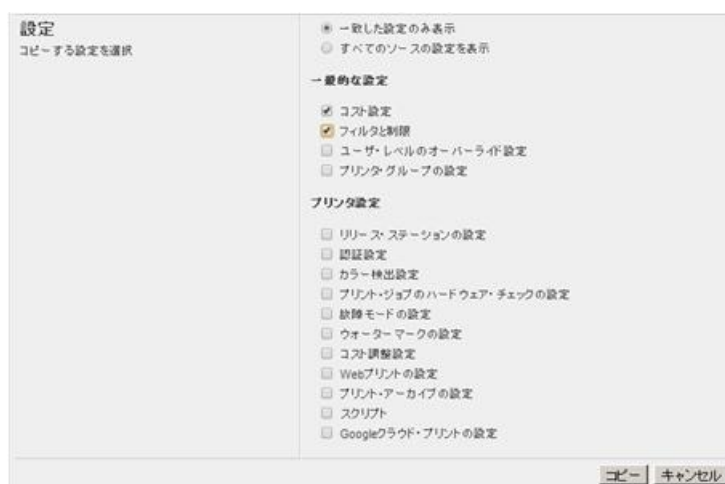 設定
コピーする設定を選択
一致した設定のみ表示
すべてのソースの設定を表示
一般的な設定
コスト設定
フィルタと制限
ユーザ・レベルのオーバーライド設定
プリンタ・グループの設定
プリンタ設定
リリース・ステーションの設定
認証設定
カラー検出設定
プリント・ジョブのハードウェア・チェックの設定
故障モードの設定
ウォーターマークの設定
コスト調整設定
Webプリントの設定
プリント・アーカイブの設定
スクリプト
Googleクラウド・プリントの設定
コピー キャンセル